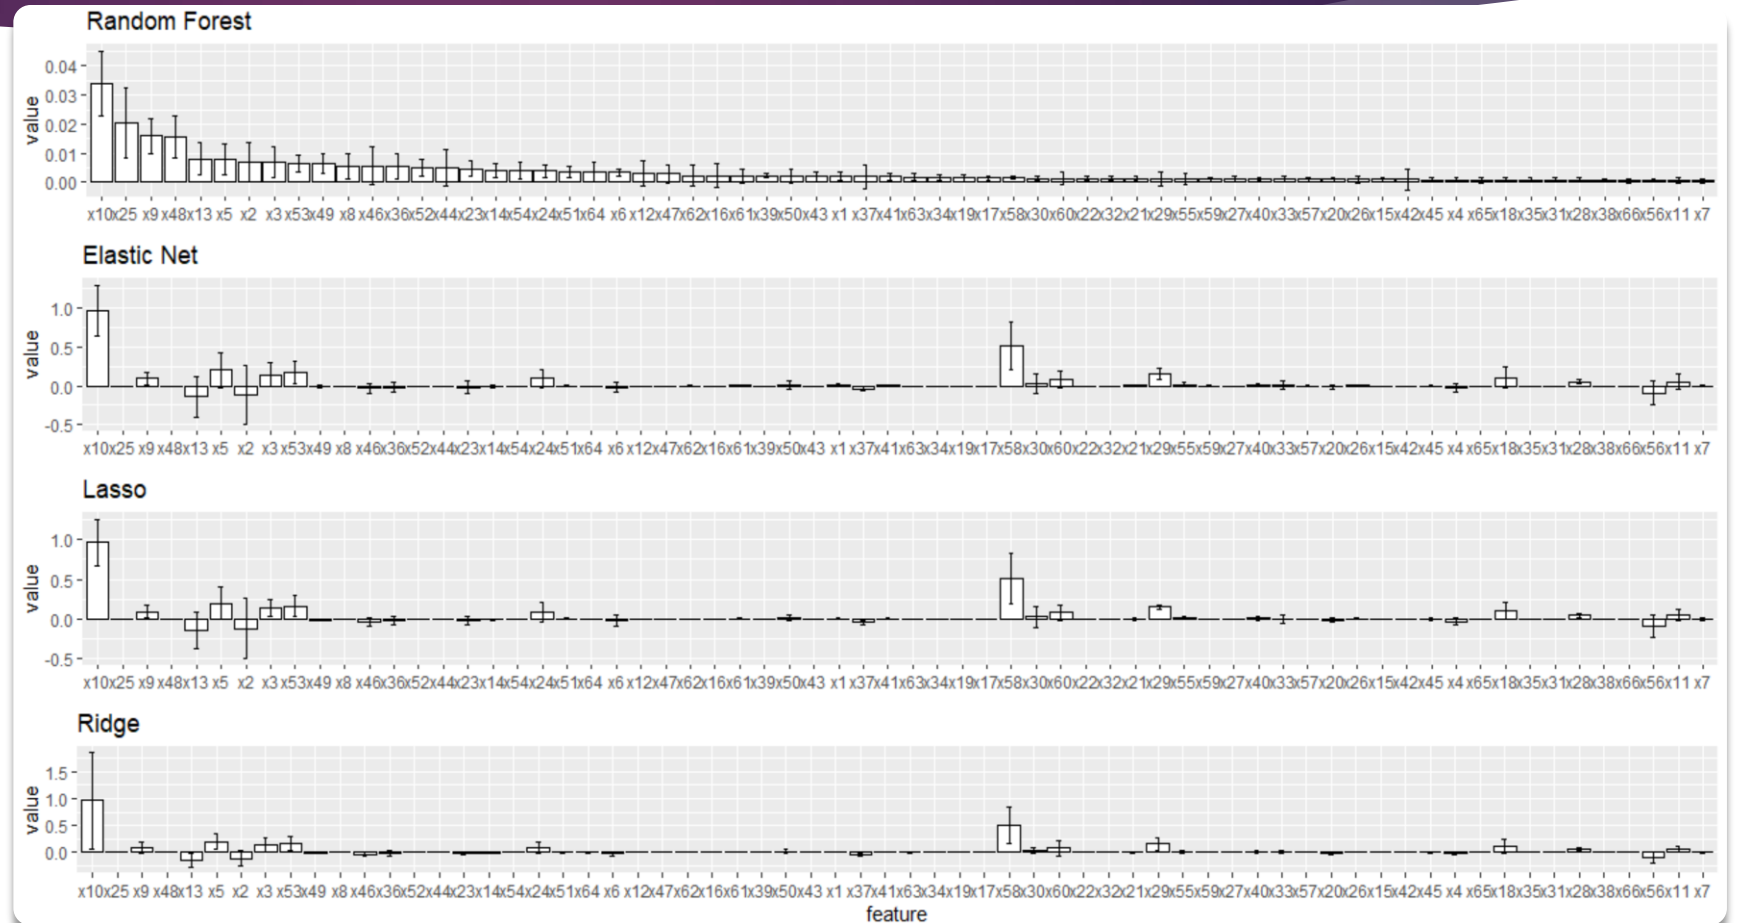 Random Forest
0.04
0.03
0.02
0.01
0.00
value
x10x25 x9 x48x13 x5 x2 x3 x53x49 x8 x46x36x52x44x23x14x54x24x51x64 x6 x12x47x62x16x61x39x50x43 x1 x37x41x63x34x19x17x58x30x60x22x32x21x29x55x59x27x40x33x57x20x26x15x42x45 x4 x65x18x35x31x28x38x66x56x11 x7
Elastic Net
1.0
0.5
0.0
-0.5
value
x10x25 x9 x48x13 x5 x2 x3 x53x49 x8 x46x36x52x44x23x14x54x24x51x64 x6 x12x47x62x16x61x39x50x43 x1 x37x41x63x34x19x17x58x30x60x22x32x21x29x55x59x27x40x33x57x20x26x15x42x45 x4 x65x18x35x31x28x38x66x56x11 x7
Lasso
1.0
0.5
0.0
-0.5
value
x10x25 x9 x48x13 x5 x2 x3 x53x49 x8 x46x36x52x44x23x14x54x24x51x64 x6 x12x47x62x16x61x39x50x43 x1 x37x41x63x34x19x17x58x30x60x22x32x21x29x55x59x27x40x33x57x20x26x15x42x45 x4 x65x18x35x31x28x38x66x56x11 x7
Ridge
1.5
1.0
0.5
0.0
value
x10x25 x9 x48x13 x5 x2 x3 x53x49 x8 x46x36x52x44x23x14x54x24x51x64 x6 x12x47x62x16x61x39x50x43 x1 x37x41x63x34x19x17x58x30x60x22x32x21x29x55x59x27x40x33x57x20x26x15x42x45 x4 x65x18x35x31x28x38x66x56x11 x7
feature